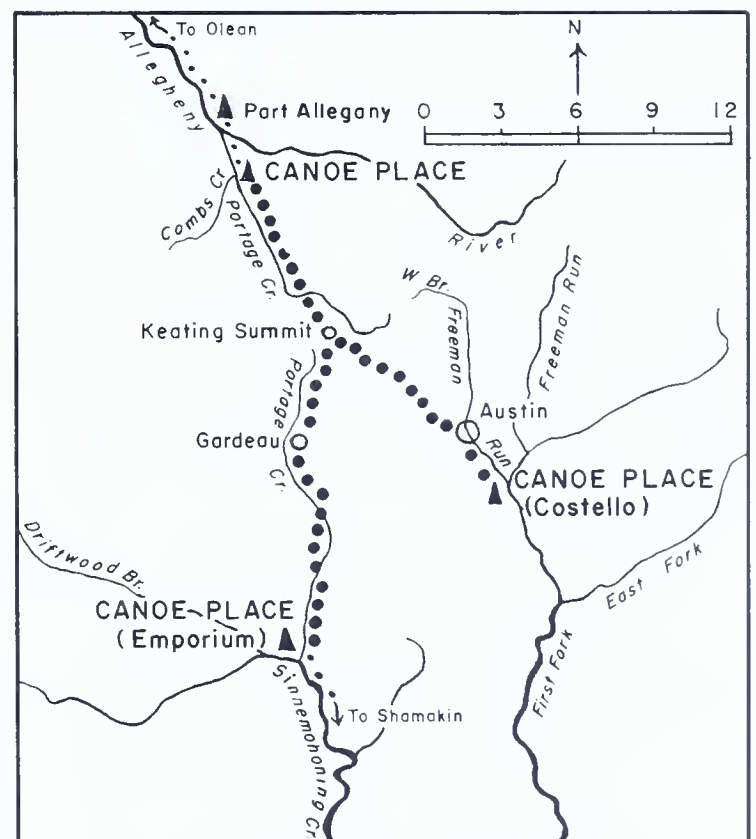 To Olean
N
Allegheny
Part Allegany
0 3 6 9 12
CANOE PLACE
Combs Cr.
Portage Cr.
River
W Br.
Freeman
Freeman Run
Keating Summit
Portage
Austin
Gardeau
Run
Cr.
CANOE PLACE
(Costello)
Driftwood Br.
East Fork
CANOE PLACE
(Emporium)
First Fork
Sinnemohoning Cr.
To Shamakin